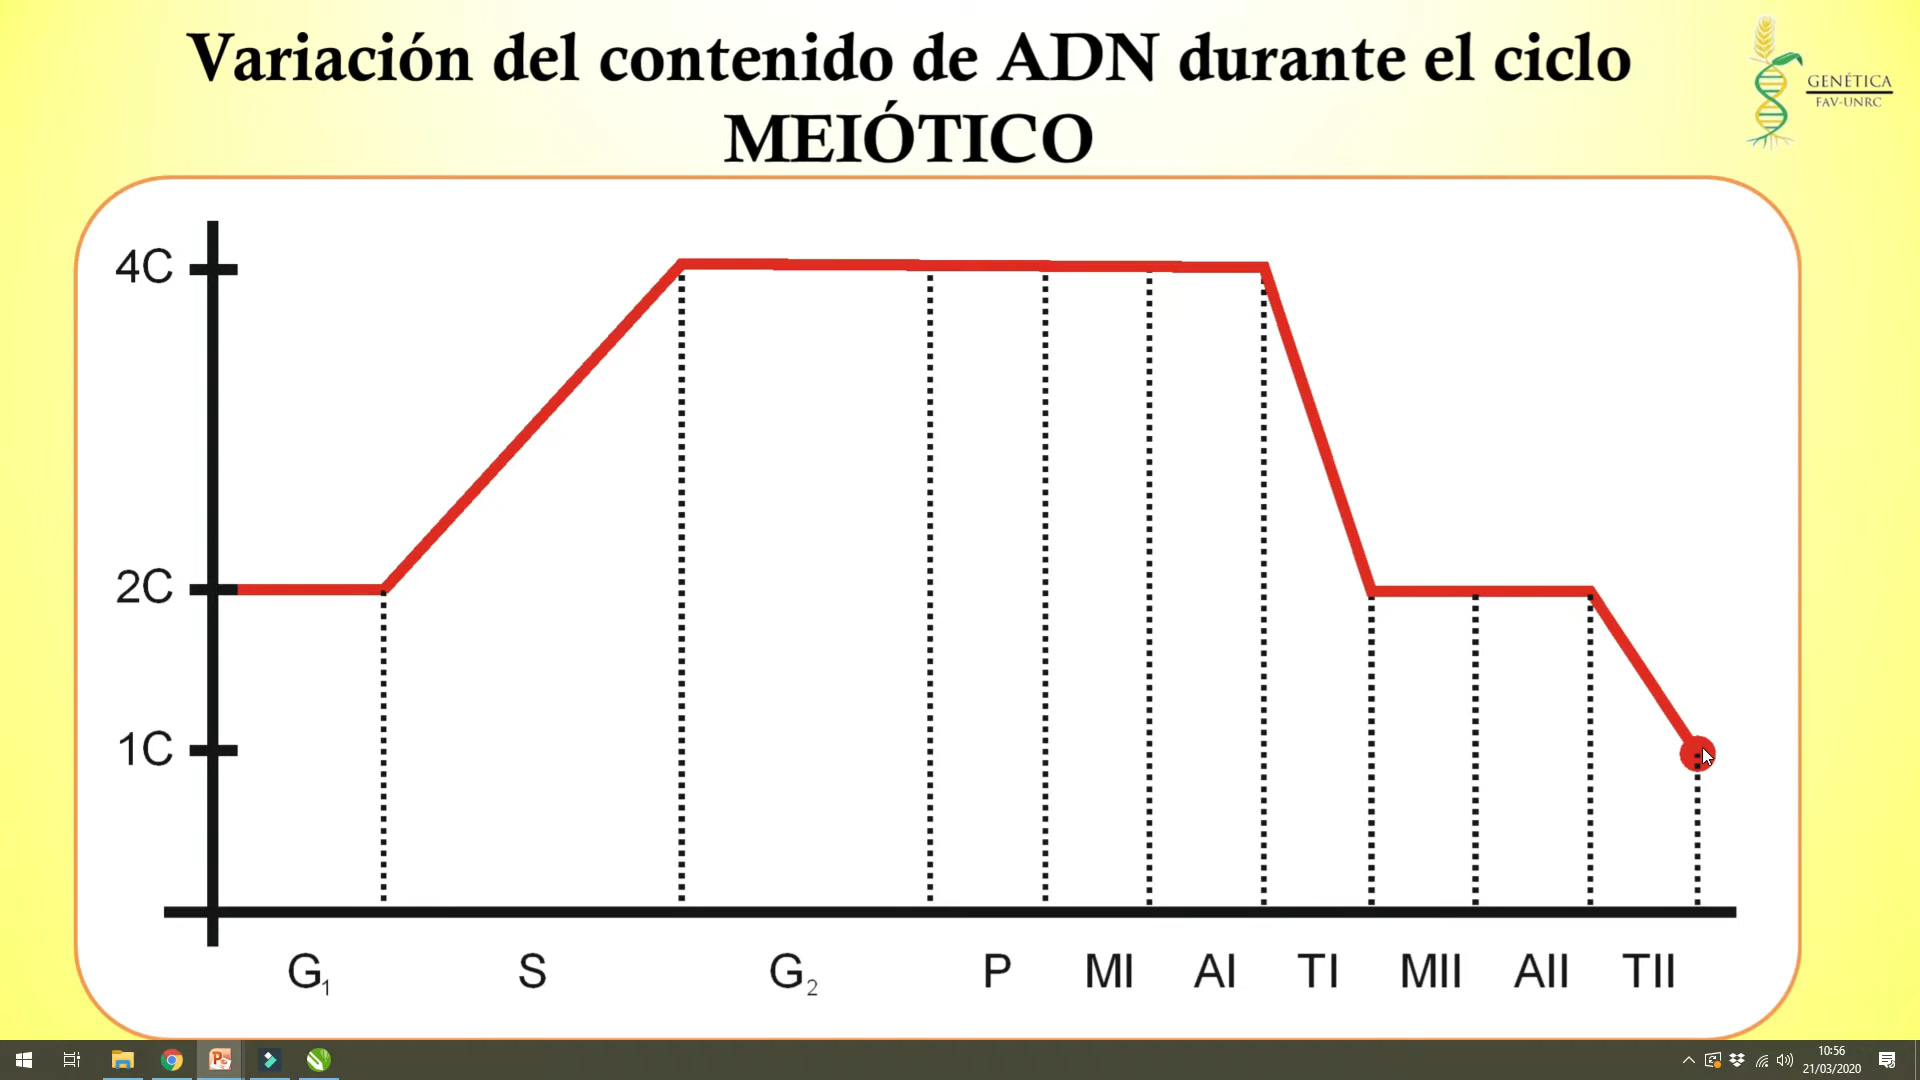 Variación del contenido de ADN durante el ciclo
MEIÓTICO
GENÉTICA
FAV-UNRC
4C
2C
1C
G₁ S G₂ P MI AI TI MII AII TII
10:56
21/03/2020